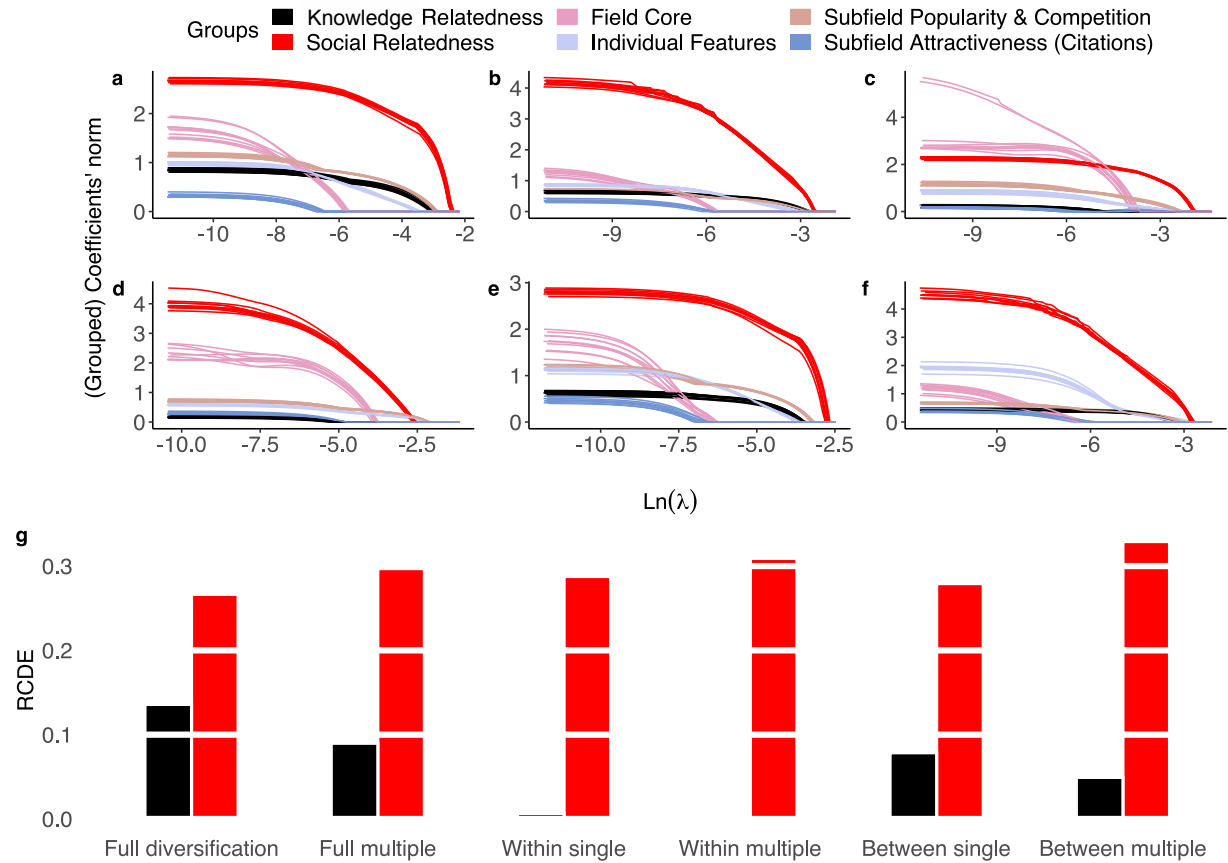 Groups
Knowledge Relatedness
Field Core
Subfield Popularity & Competition
Social Relatedness
Individual Features
Subfield Attractiveness (Citations)
(Grouped) Coefficients' norm
a
2
1
0
-10 -8 -6 -4 -2
b
4
3
2
1
0
-9 -6 -3
c
4
2
0
-9 -6 -3
d
4
3
2
1
0
-10.0 -7.5 -5.0 -2.5
e
3
2
1
0
-10.0 -7.5 -5.0 -2.5
f
4
3
2
1
0
-9 -6 -3
Ln(λ)
g
RCDE
0.3
0.2
0.1
0.0
Full diversification Full multiple Within single Within multiple Between single Between multiple